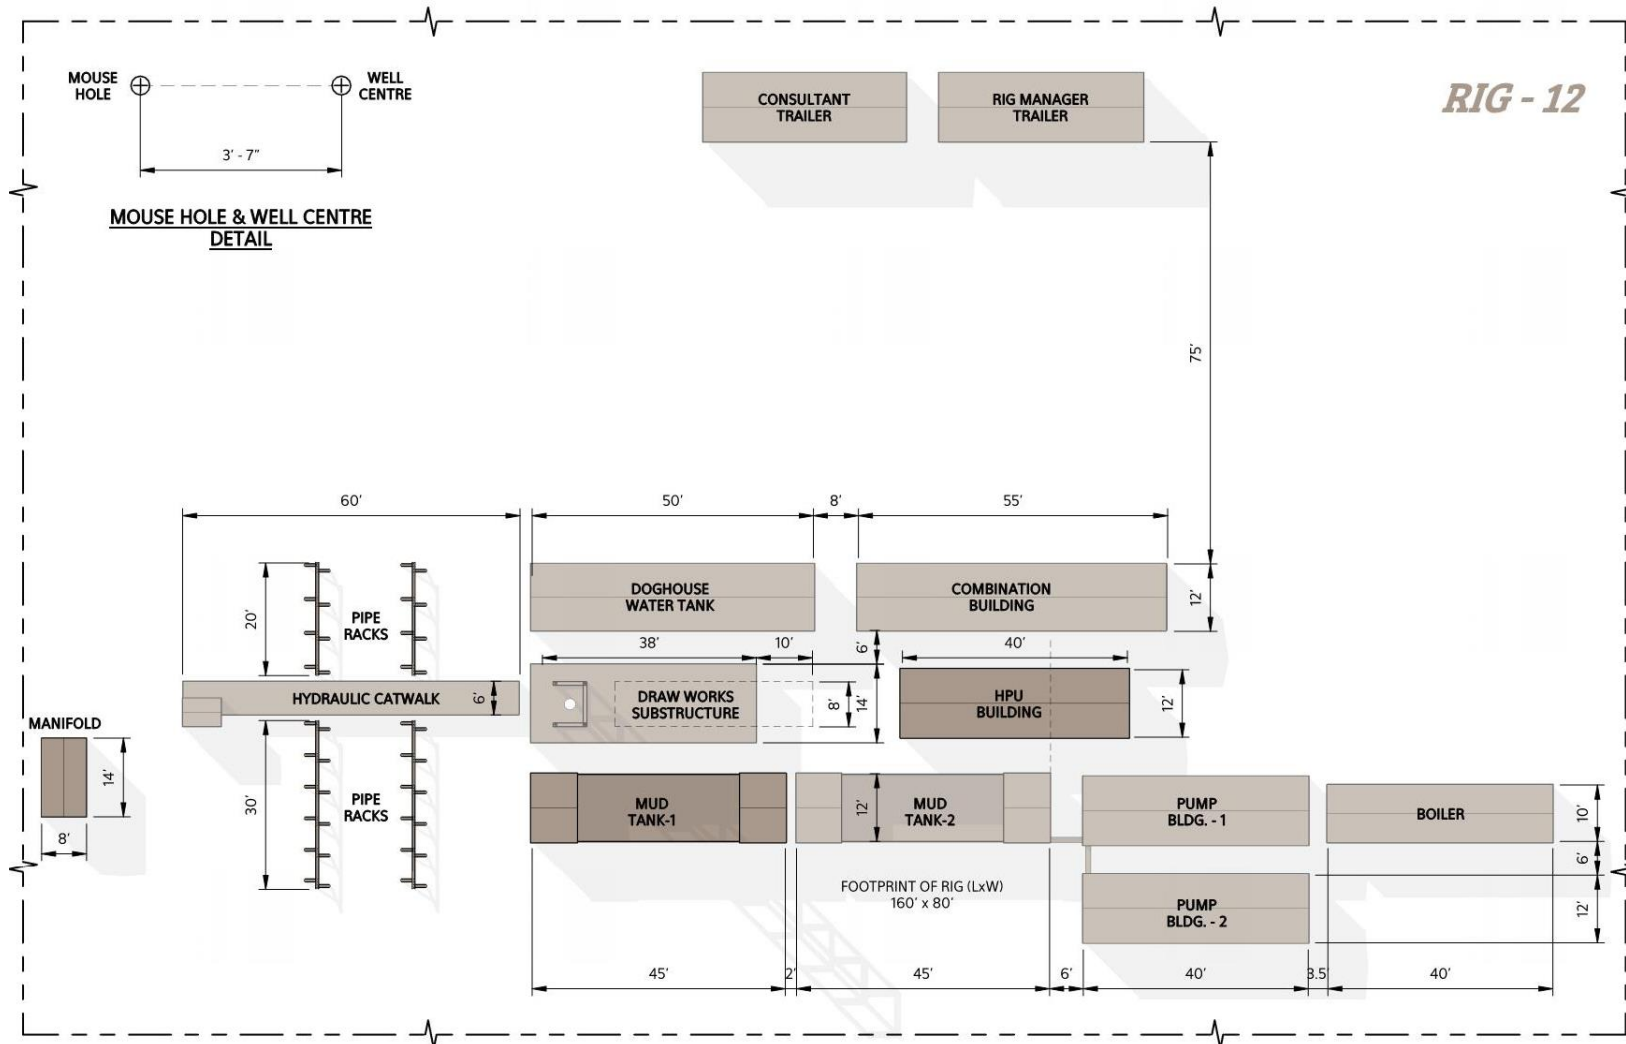 RIG - 12
MOUSE
HOLE
WELL
CENTRE
3' - 7"
MOUSE HOLE & WELL CENTRE
DETAIL
CONSULTANT
TRAILER
RIG MANAGER
TRAILER
75'
60'
50'
8'
55'
20'
PIPE
RACKS
DOGHOUSE
WATER TANK
COMBINATION
BUILDING
12'
38'
10'
6'
40'
HYDRAULIC CATWALK
6'
DRAW WORKS
SUBSTRUCTURE
8'
14'
HPU
BUILDING
12'
MANIFOLD
14'
8'
30'
PIPE
RACKS
MUD
TANK-1
12'
MUD
TANK-2
PUMP
BLDG. - 1
BOILER
10'
6'
FOOTPRINT OF RIG (LxW)
160' x 80'
PUMP
BLDG. - 2
12'
45'
2'
45'
6'
40'
3.5'
40'